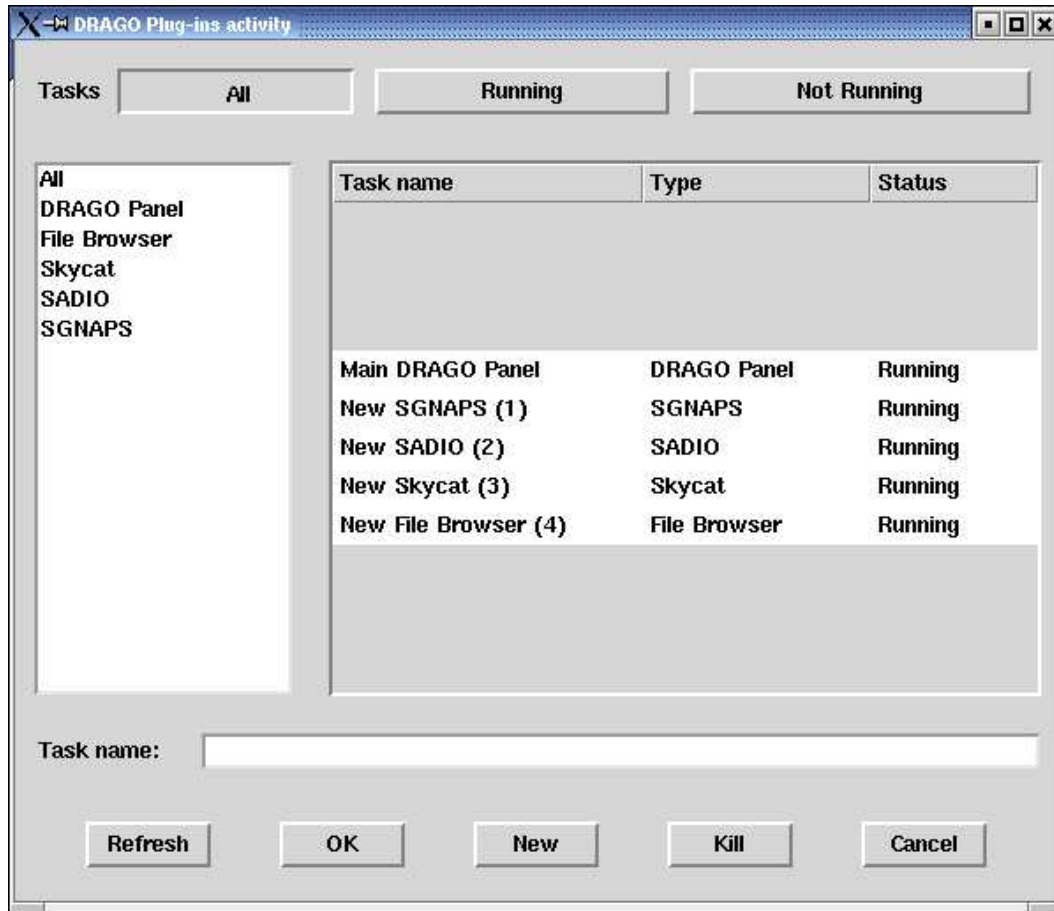 DRAGO Plug-ins activity
Tasks All Running Not Running
All
DRAGO Panel
File Browser
Skycat
SADIO
SGNAPS
Task name Type Status
Main DRAGO Panel DRAGO Panel Running
New SGNAPS (1) SGNAPS Running
New SADIO (2) SADIO Running
New Skycat (3) Skycat Running
New File Browser (4) File Browser Running
Task name:
Refresh OK New Kill Cancel